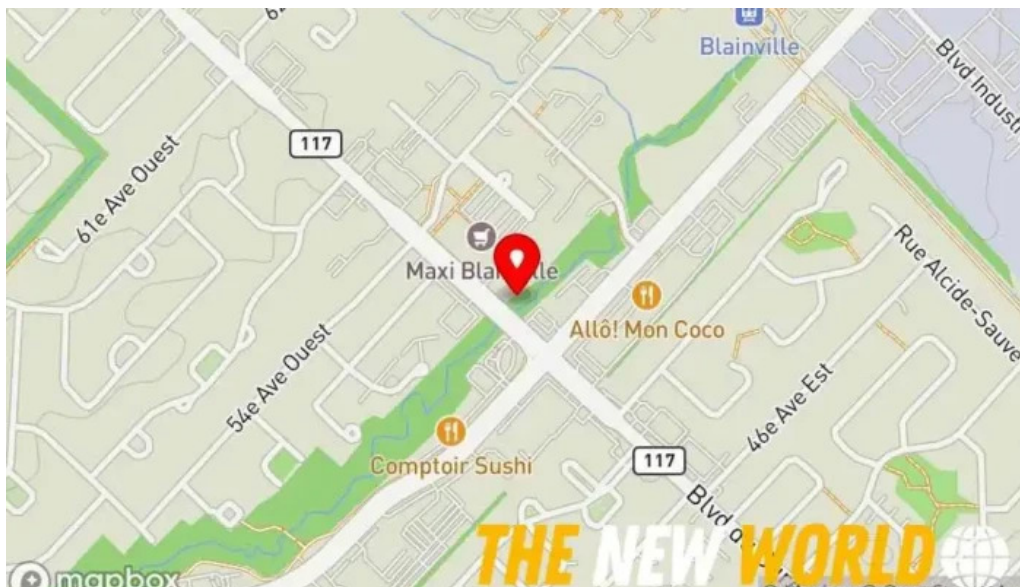 Blainville
Blvd Industri
117
61e Ave Ouest
Maxi Blainville
Rue Alcide-Sauve
Allô! Mon Coco
54e Ave Ouest
46e Ave Est
Comptoir Sushi
117
THE NEW WORLD
mapbox